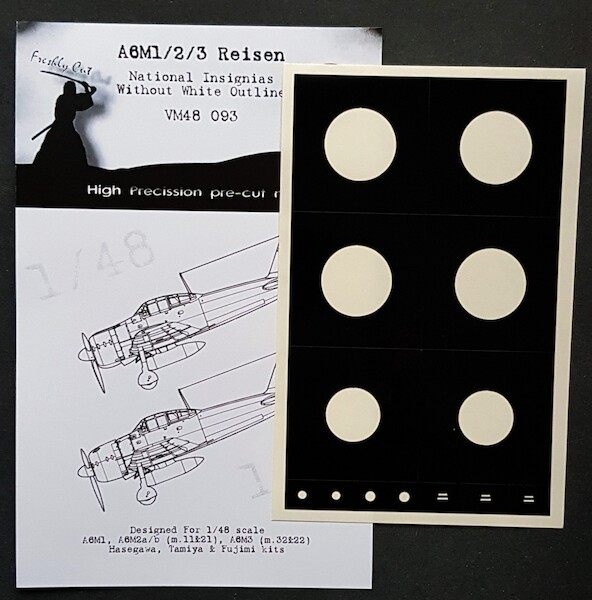 Freshly Cut
A6M1/2/3 Reisen
National Insignias
Without White Outline
VM48 093
High Precission pre-cut
1/48
Designed For 1/48 scale
A6M1, A6M2a/b (m.11&21), A6M3 (m.32&22)
Hasegawa, Tamiya & Fujimi kits